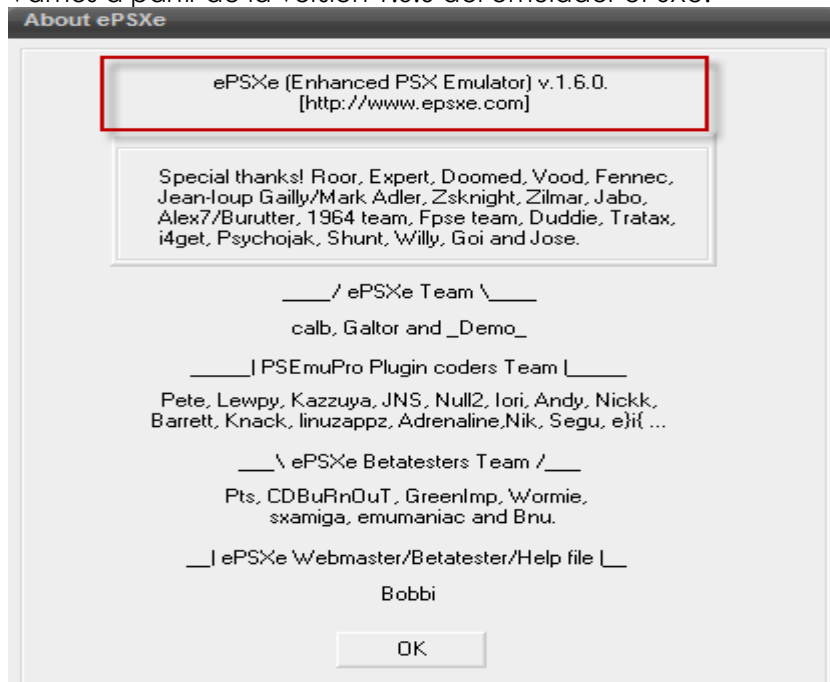 About ePSXe
ePSXe (Enhanced PSX Emulator) v.1.6.0.
[http://www.epsxe.com]
Special thanks! Roor, Expert, Doomed, Vood, Fennec,
Jean-loup Gailly/Mark Adler, Zsknight, Zilmar, Jabo,
Alex7/Burutter, 1964 team, Fpse team, Duddie, Tratax,
i4get, Psychojak, Shunt, Willy, Goi and Jose.
____/ ePSXe Team \____
calb, Galtor and _Demo_
_____| PSEmuPro Plugin coders Team |_____
Pete, Lewpy, Kazzuya, JNS, Null2, Iori, Andy, Nickk,
Barrett, Knack, linuzappz, Adrenaline,Nik, Segu, e}i{ ...
___\ ePSXe Betatesters Team /___
Pts, CDBuRnOuT, GreenImp, Wormie,
sxamiga, emumaniac and Bnu.
__| ePSXe Webmaster/Betatester/Help file |__
Bobbi
OK